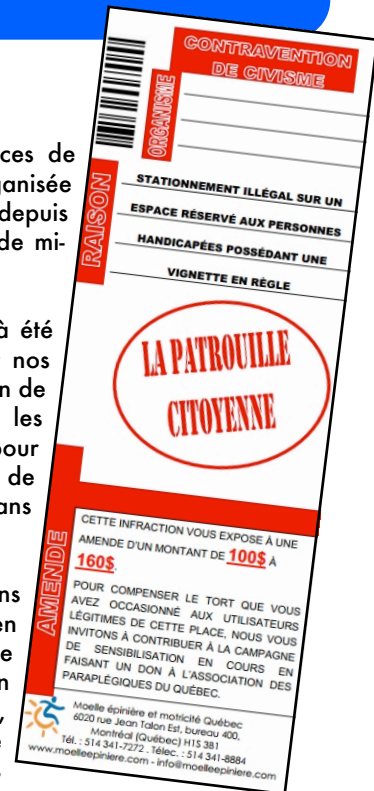 ces de
ganisée
depuis
de mi-
à été
nos
n de
les
pour
de
ans
ns
en
e
n
,
CONTRAVENTION
DE CIVISME
ORGANISME
RAISON
STATIONNEMENT ILLÉGAL SUR UN
ESPACE RÉSERVÉ AUX PERSONNES
HANDICAPÉES POSSÉDANT UNE
VIGNETTE EN RÈGLE
LA PATROUILLE
CITOYENNE
AMENDE
CETTE INFRACTION VOUS EXPOSE À UNE
AMENDE D'UN MONTANT DE 100$ À
160$.
POUR COMPENSER LE TORT QUE VOUS
AVEZ OCCASIONNÉ AUX UTILISATEURS
LÉGITIMES DE CETTE PLACE, NOUS VOUS
INVITONS À CONTRIBUER À LA CAMPAGNE
DE SENSIBILISATION EN COURS EN
FAISANT UN DON À L'ASSOCIATION DES
PARAPLÉGIQUES DU QUÉBEC.
Moelle épinière et motricité Québec
6020 rue Jean Talon Est, bureau 400,
Montréal (Québec) H1S 3B1
Tél. : 514 341-7272 . Téléc. : 514 341-8884
www.moelleepiniere.com - info@moelleepiniere.com